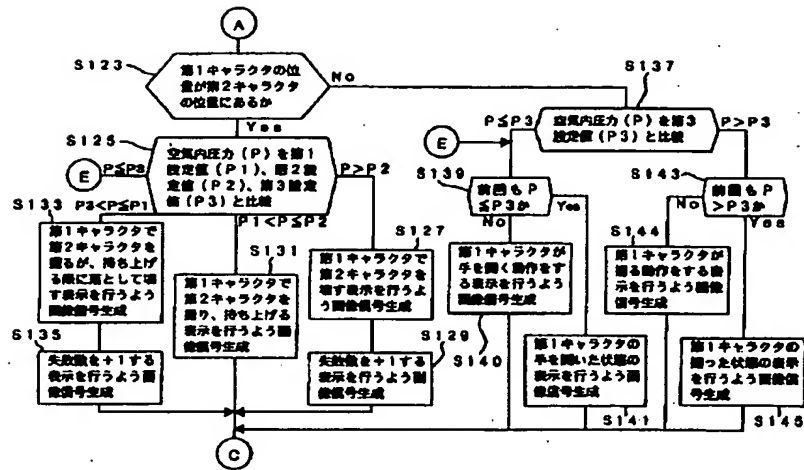 A
S123
第1キャラクタの位
置が第2キャラクタ
の位置にあるか
No
Yes
S125
空気内圧力(P)を第1
設定値(P1)、第2設
定値(P2)、第3設定
値(P3)と比較
E
P≦P3
P>P2
P3<P≦P1
P1<P≦P2
S133
第1キャラクタで
第2キャラクタを
握るが、持ち上げる
際に落として壊
す表示を行うよう
画像信号生成
S135
失敗数を+1する
表示を行うよう画
像信号生成
S131
第1キャラクタで
第2キャラクタを
握り、持ち上げる
表示を行うよう画
像信号生成
S127
第1キャラクタで
第2キャラクタを
壊す表示を行うよ
う画像信号生成
S129
失敗数を+1する
表示を行うよう画
像信号生成
C
S137
空気内圧力(P)を第3
設定値(P3)と比較
P≦P3
P>P3
E
S139
前回もP
≦P3か
No
Yes
S143
前回もP
>P3か
No
Yes
S140
第1キャラクタが
手を開く動作をす
る表示を行うよう
画像信号生成
S141
第1キャラクタの
手を開いた状態の
表示を行うよう画
像信号生成
S144
第1キャラクタが
握る動作をする表
示を行うよう画像
信号生成
S145
第1キャラクタの
握った状態の表示
を行うよう画像信
号生成